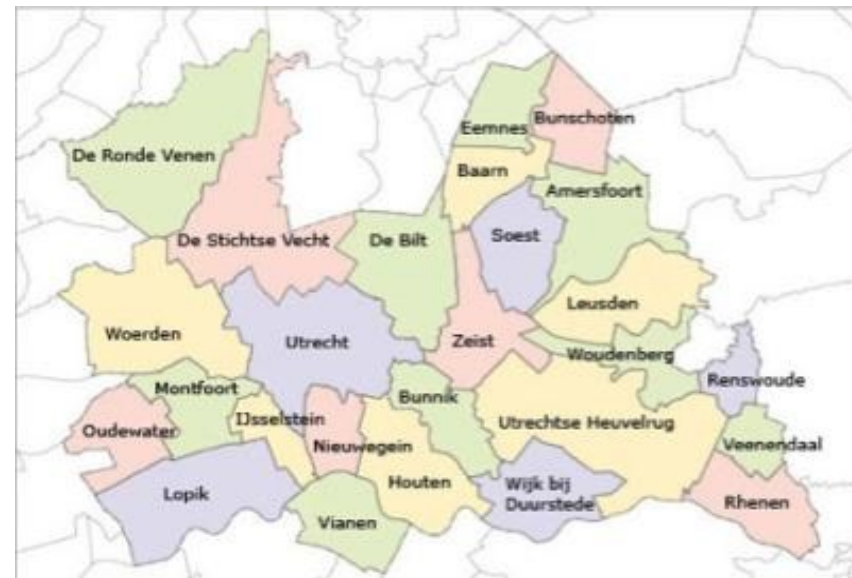 Bunschoten
Eemnes
De Ronde Venen
Baarn
Amersfoort
De Stichtse Vecht
De Bilt
Soest
Leusden
Woerden
Utrecht
Zeist
Woudenberg
Renswoude
Montfoort
Bunnik
IJsselstein
Utrechtse Heuvelrug
Oudewater
Nieuwegein
Veenendaal
Houten
Wijk bij
Duurstede
Lopik
Rhenen
Vianen